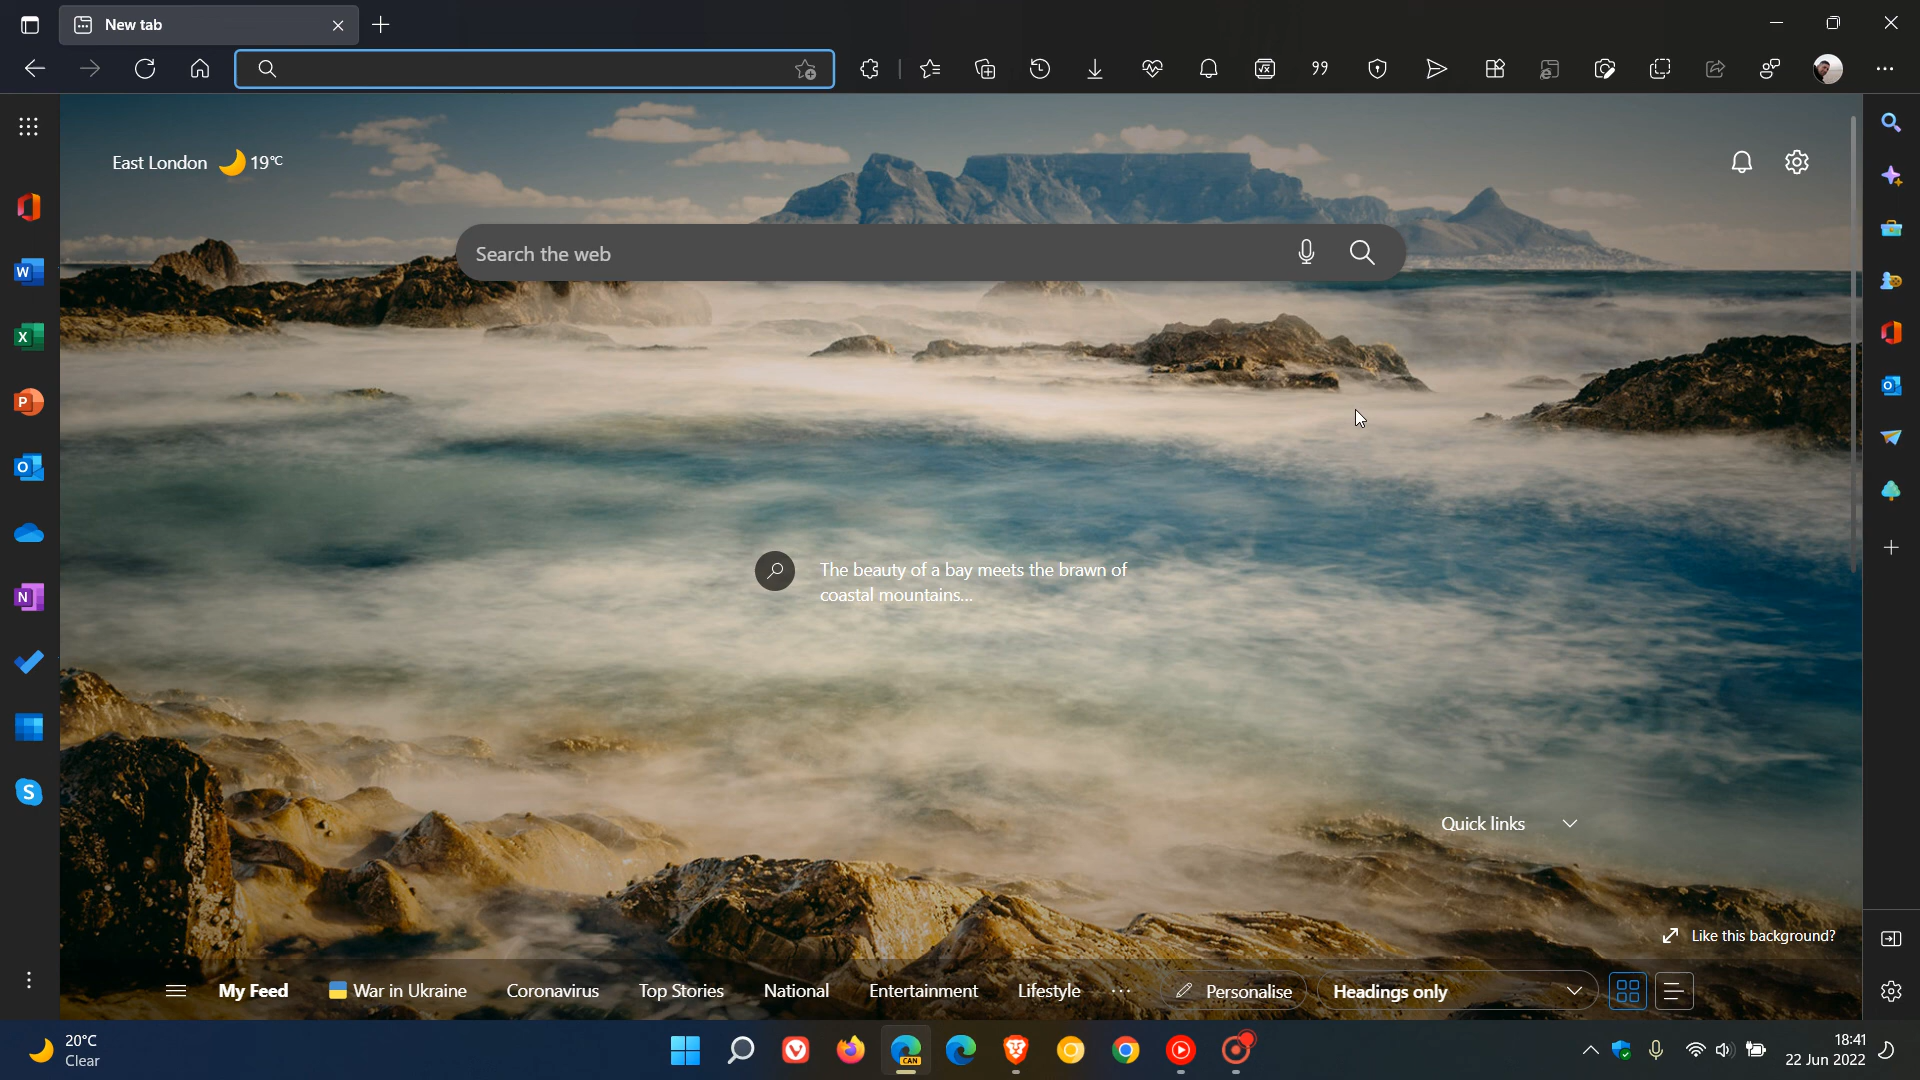 New tab
East London 19°C
Search the web
The beauty of a bay meets the brawn of
coastal mountains...
Quick links
Like this background?
My Feed
War in Ukraine
Coronavirus
Top Stories
National
Entertainment
Lifestyle
Personalise
Headings only
20°C
Clear
CAN
18:41
22 Jun 2022